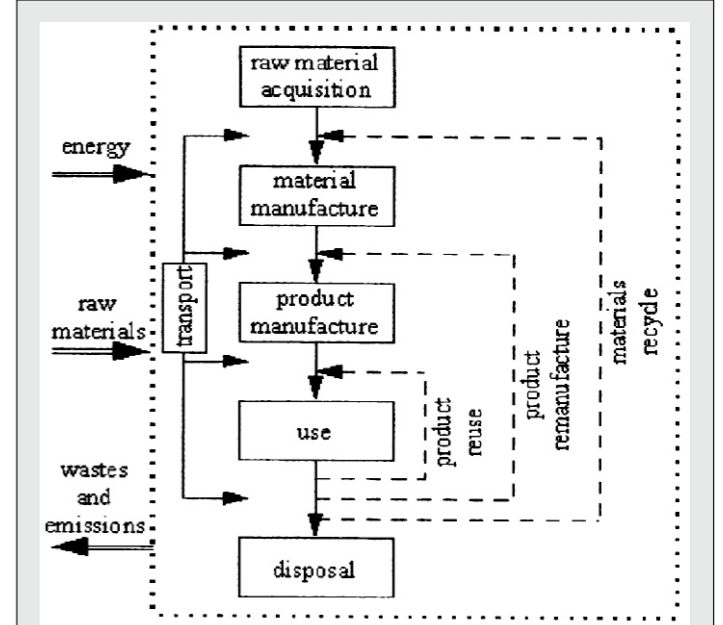 raw material
acquisition
energy
material
manufacture
transport
raw
materials
product
manufacture
materials
recycle
product
remanufacture
product
reuse
use
wastes
and
emissions
disposal